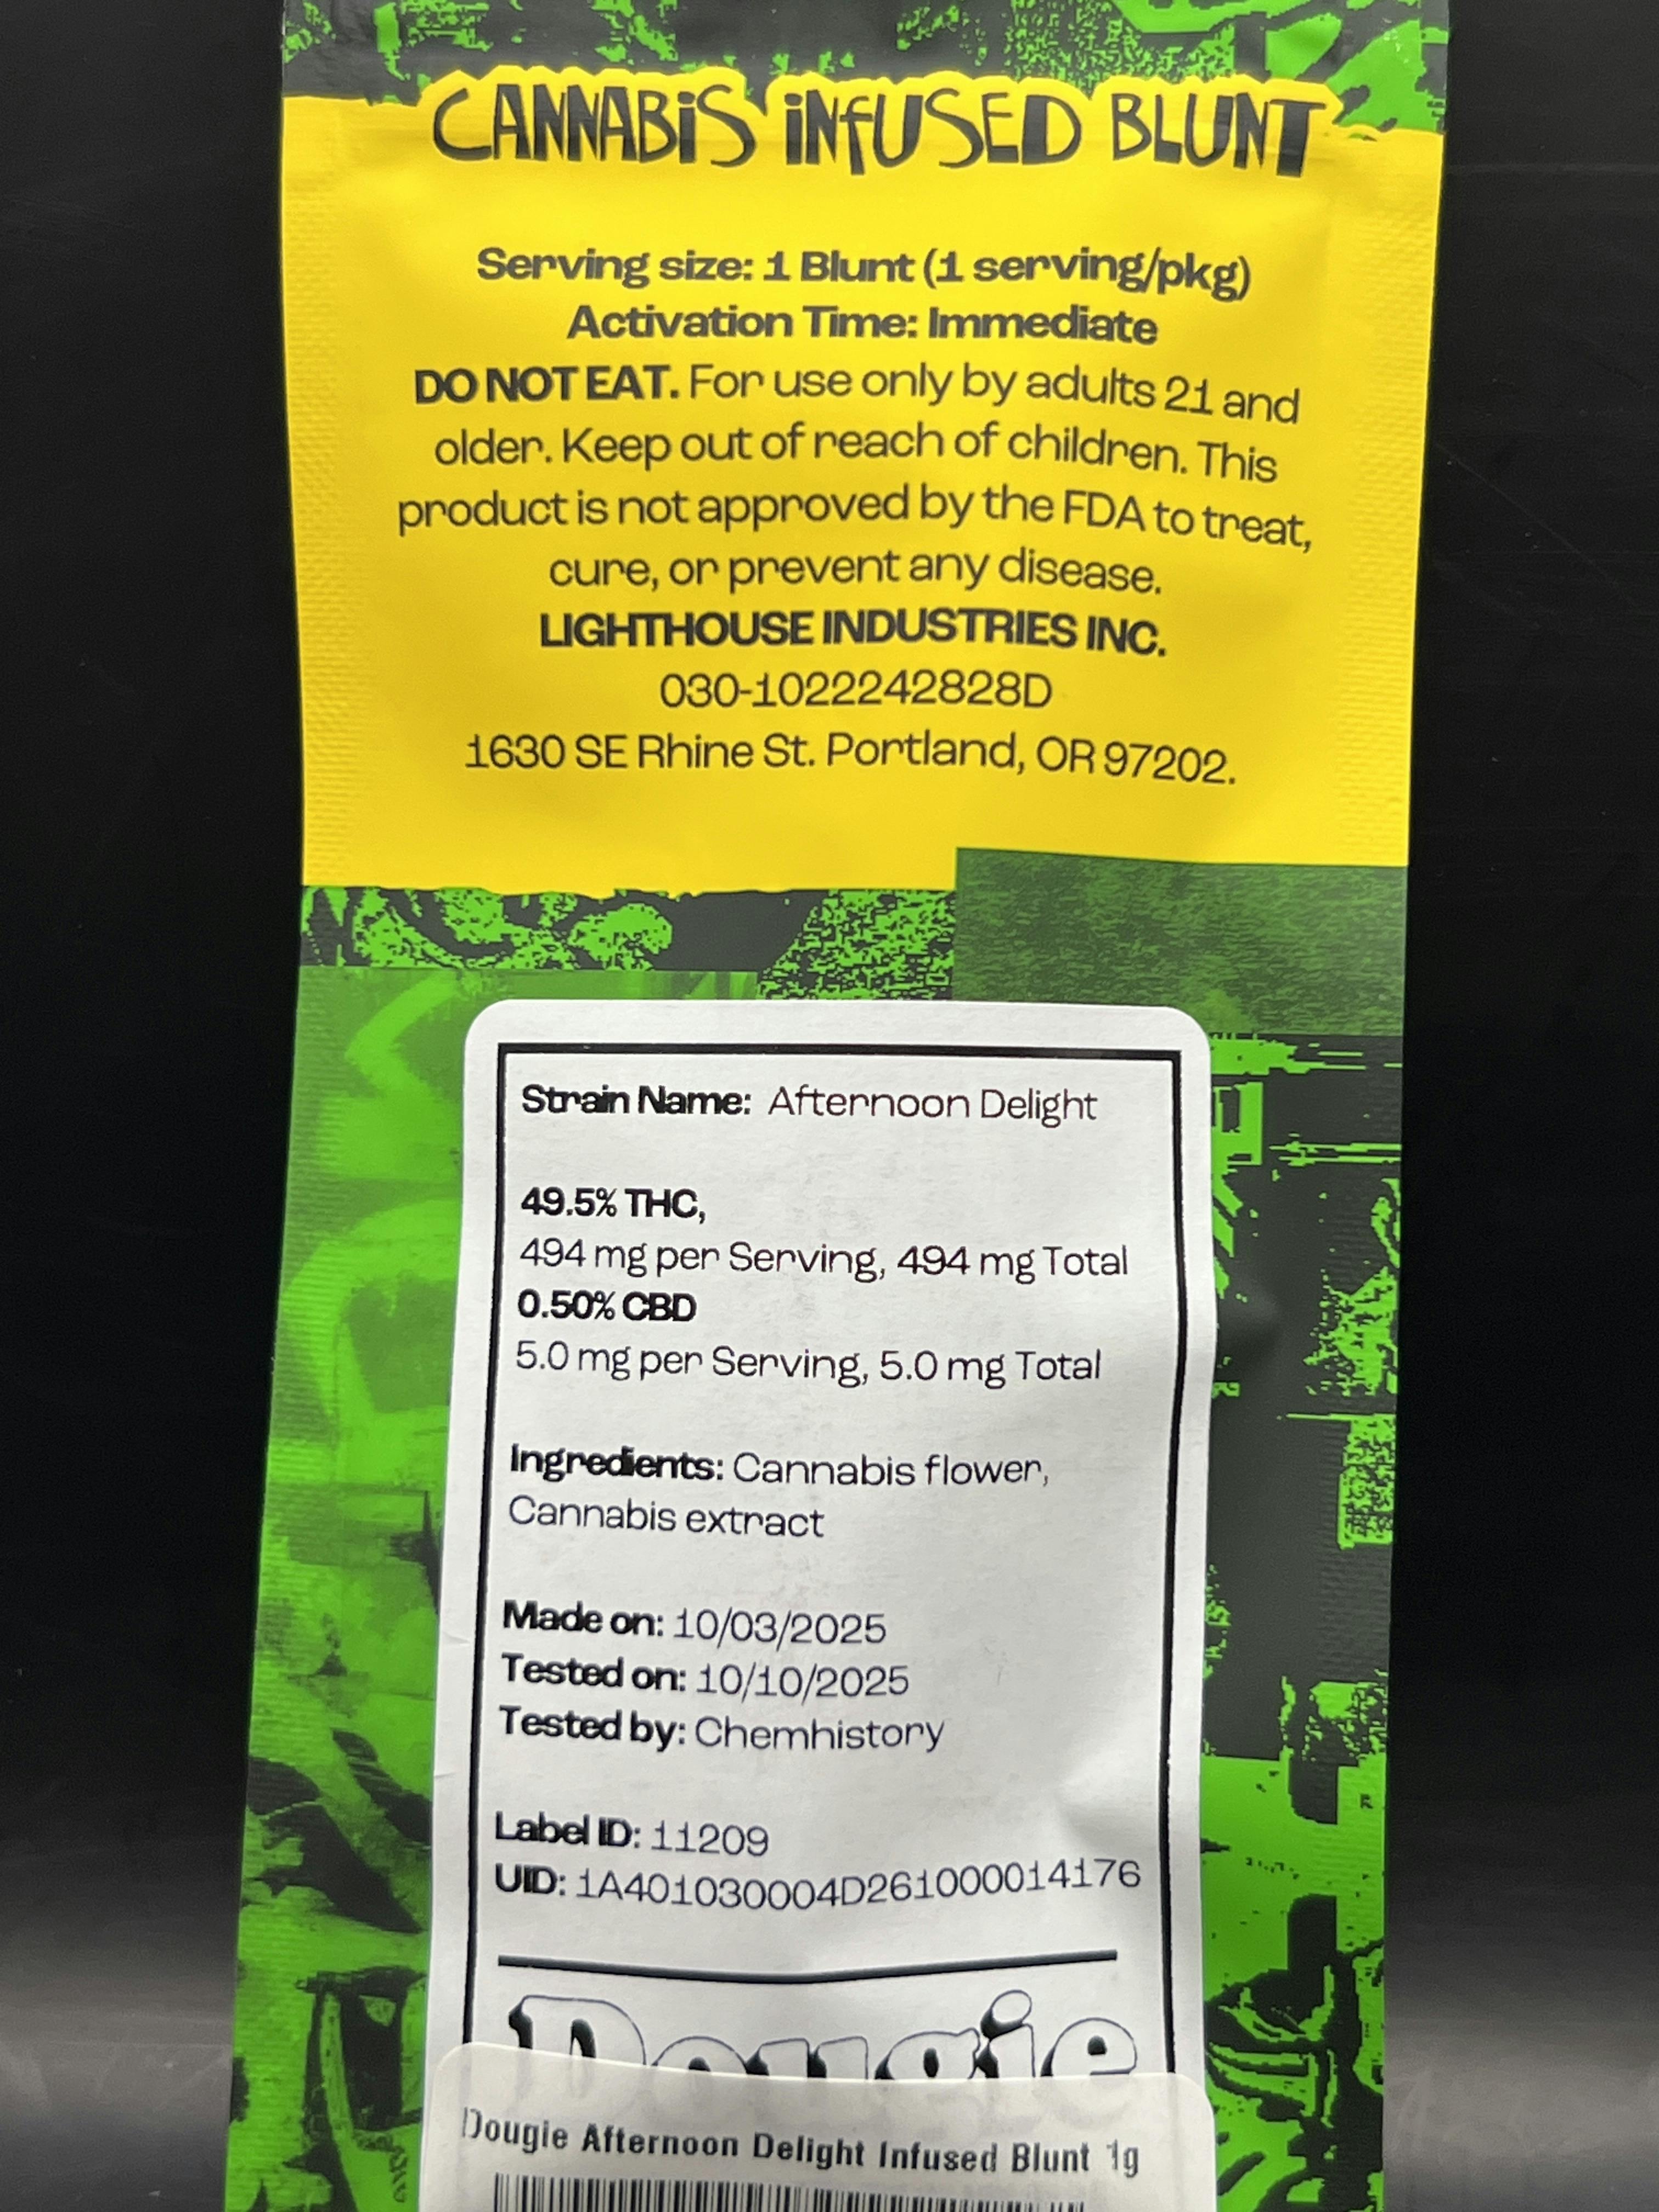 CANNABiS iNfUSED BLUNT
Serving size: 1 Blunt (1 serving/pkg)
Activation Time: Immediate
DO NOT EAT. For use only by adults 21 and
older. Keep out of reach of children. This
product is not approved by the FDA to treat,
cure, or prevent any disease.
LIGHTHOUSE INDUSTRIES INC.
030-1022242828D
1630 SE Rhine St. Portland, OR 97202.
Strain Name: Afternoon Delight
49.5% THC,
494 mg per Serving, 494 mg Total
0.50% CBD
5.0 mg per Serving, 5.0 mg Total
Ingredients: Cannabis flower,
Cannabis extract
Made on: 10/03/2025
Tested on: 10/10/2025
Tested by: Chemhistory
Label ID: 11209
UID: 1A401030004D261000014176
Dougie
Dougie Afternoon Delight Infused Blunt 1g